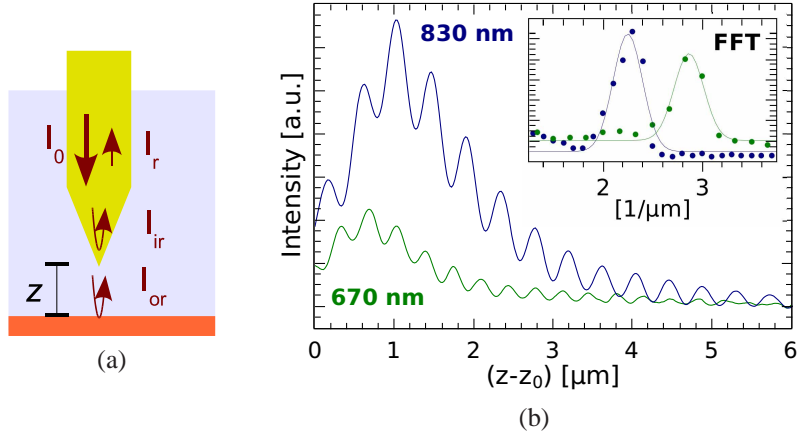 (a)
I0
Ir
Iir
z
Ior
(a)
(b)
830 nm
FFT
2
3
[1/μm]
Intensity [a.u.]
670 nm
0
1
2
3
4
5
6
(z-z0) [μm]
(b)